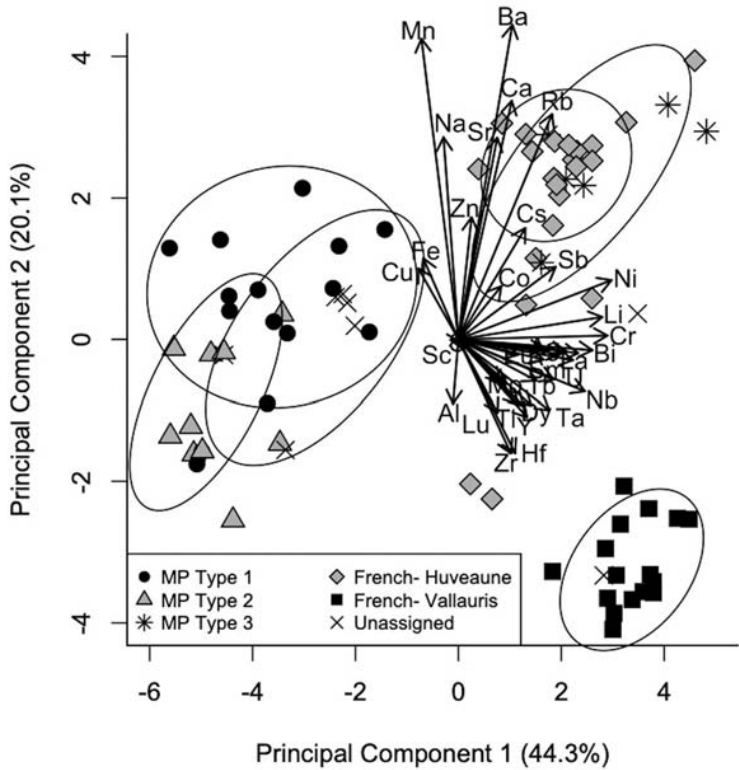 Ba
Mn
4
Ca
Rb
Na
Sr
2
Zn
Cs
Fe
Sb
Cu
Co
Ni
Li
Cr
0
Sc
Bi
Nb
Al
Lu
Ta
Zr
Hf
-2
-4
MP Type 1
French- Huveaune
MP Type 2
French- Vallauris
MP Type 3
Unassigned
-6
-4
-2
0
2
4
Principal Component 1 (44.3%)
Principal Component 2 (20.1%)